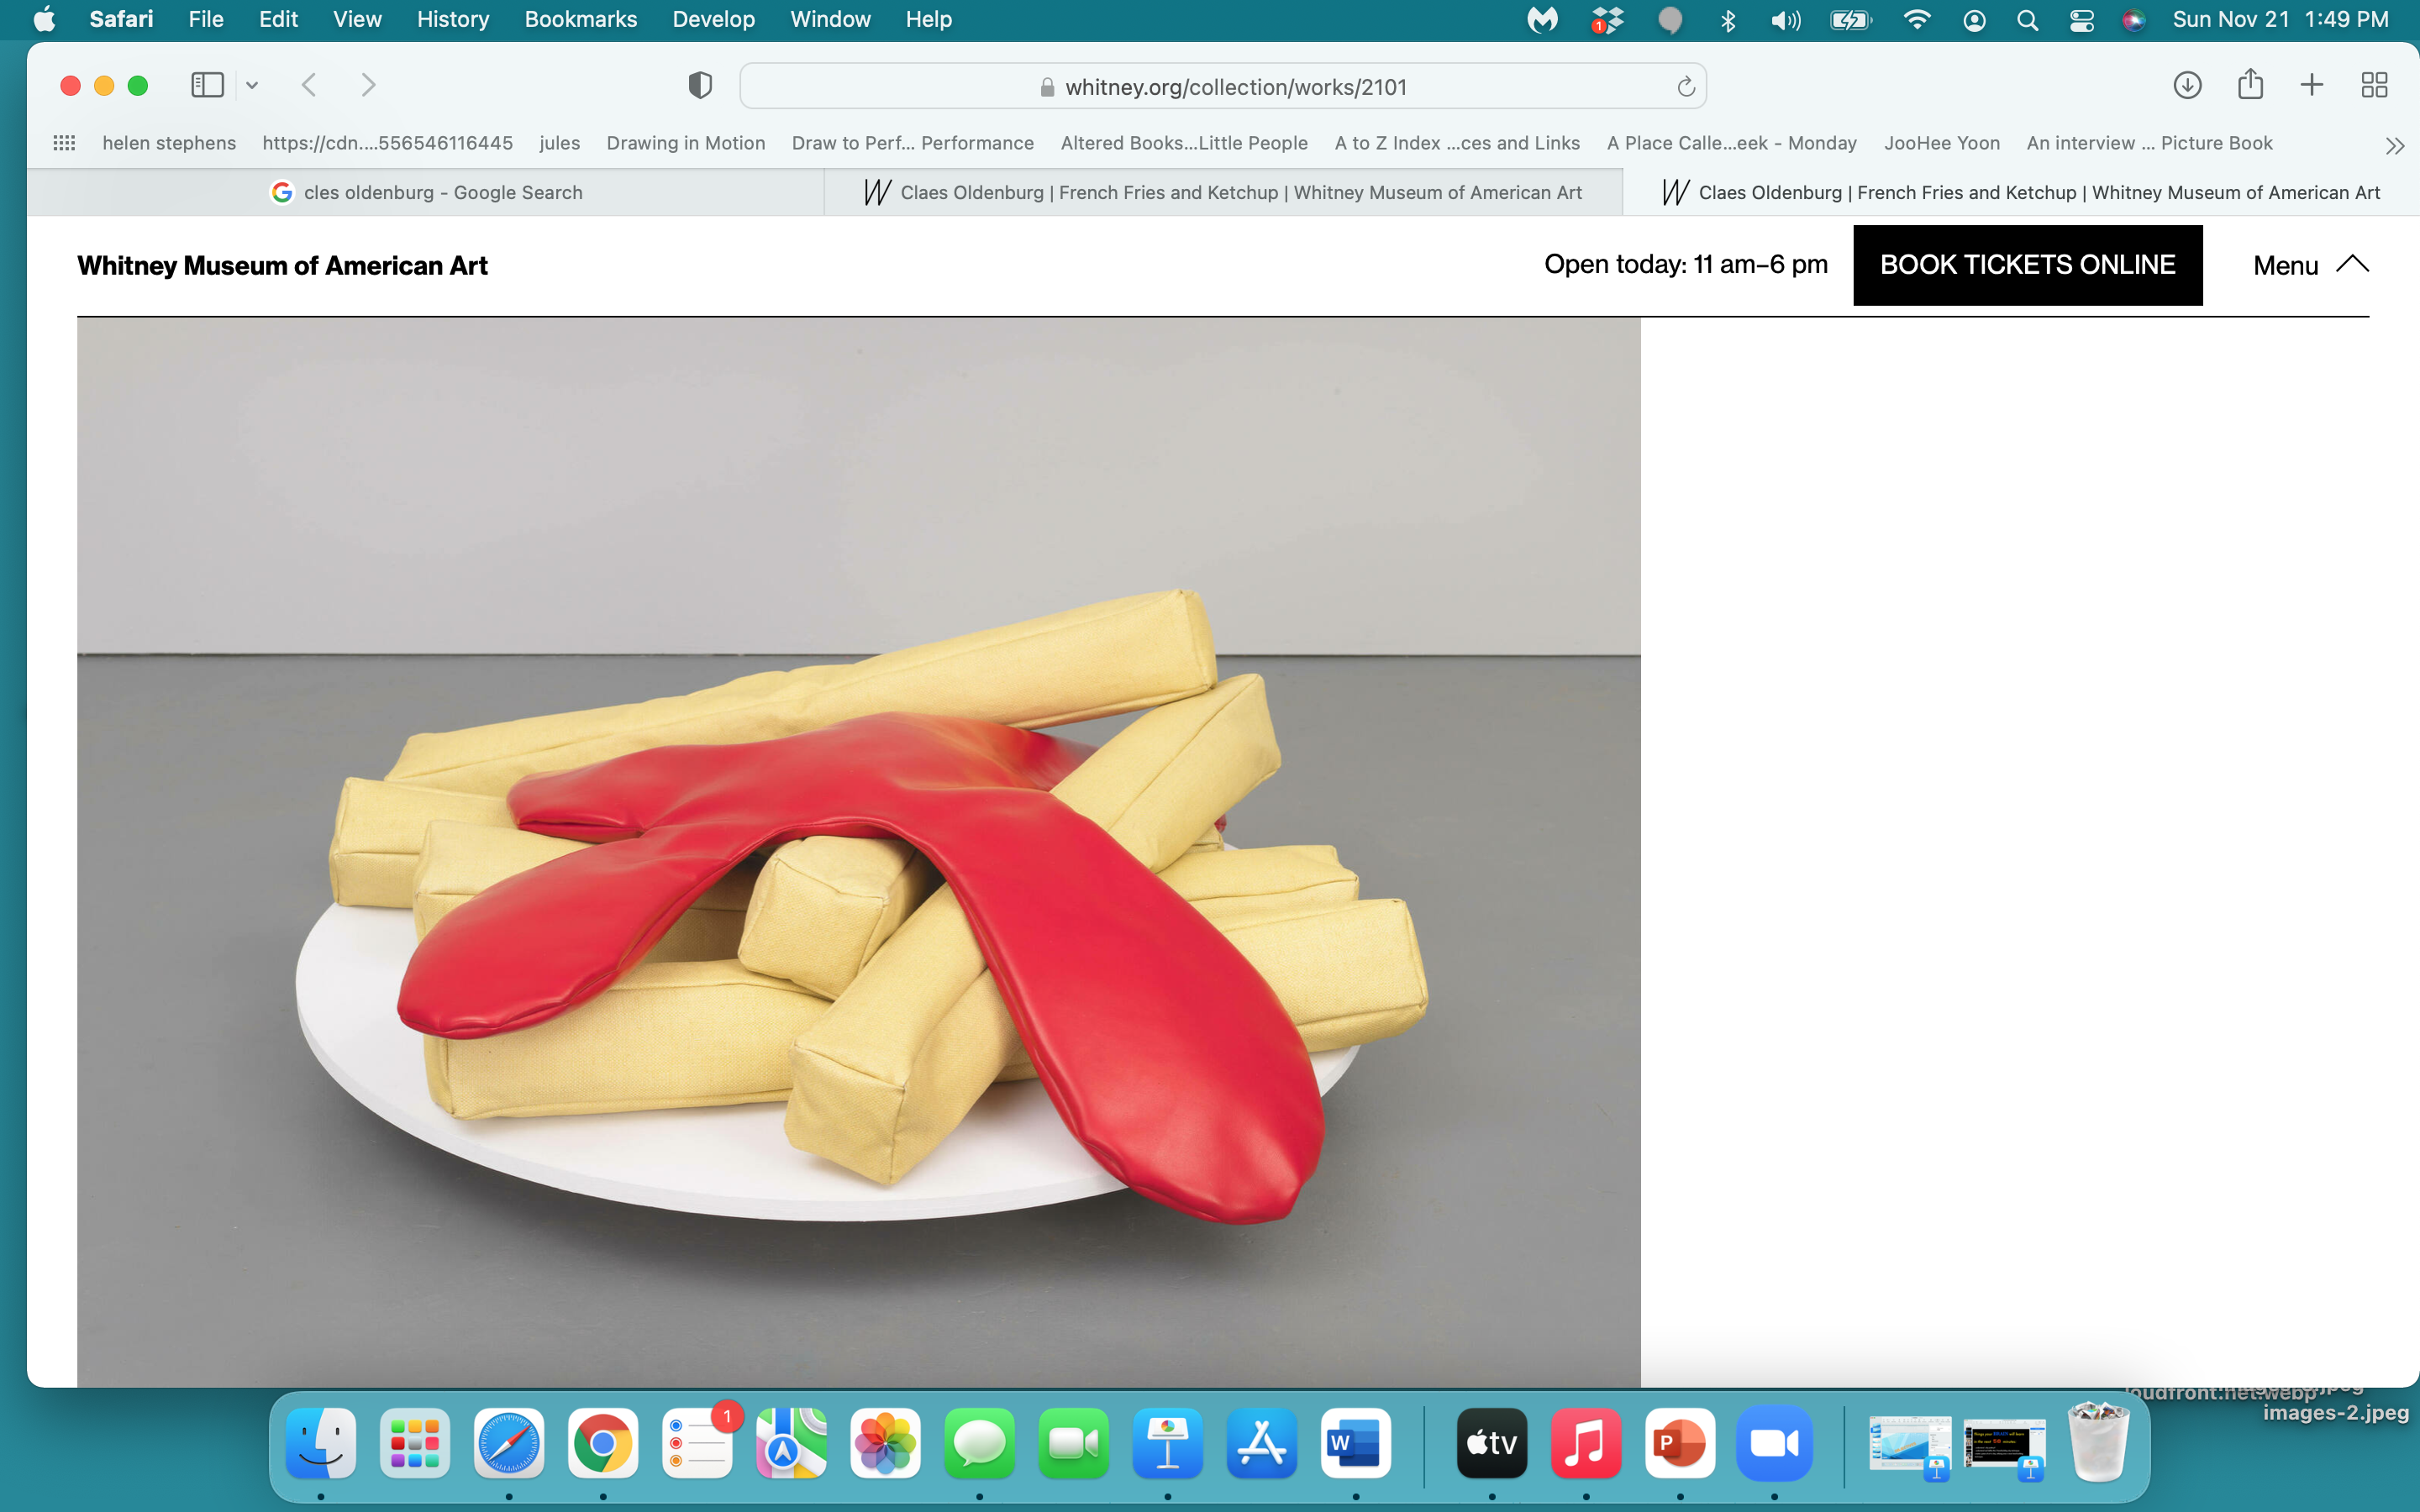 Safari File Edit View History Bookmarks Develop Window Help 1 Sun Nov 21 1:49 PM
whitney.org/collection/works/2101
helen stephens https://cdn....556546116445 jules Drawing in Motion Draw to Perf... Performance Altered Books...Little People A to Z Index ...ces and Links A Place Calle...eek - Monday JooHee Yoon An interview ... Picture Book
cles oldenburg - Google Search Claes Oldenburg | French Fries and Ketchup | Whitney Museum of American Art Claes Oldenburg | French Fries and Ketchup | Whitney Museum of American Art
Whitney Museum of American Art Open today: 11 am–6 pm BOOK TICKETS ONLINE Menu
images-2.jpeg
1
W tv P